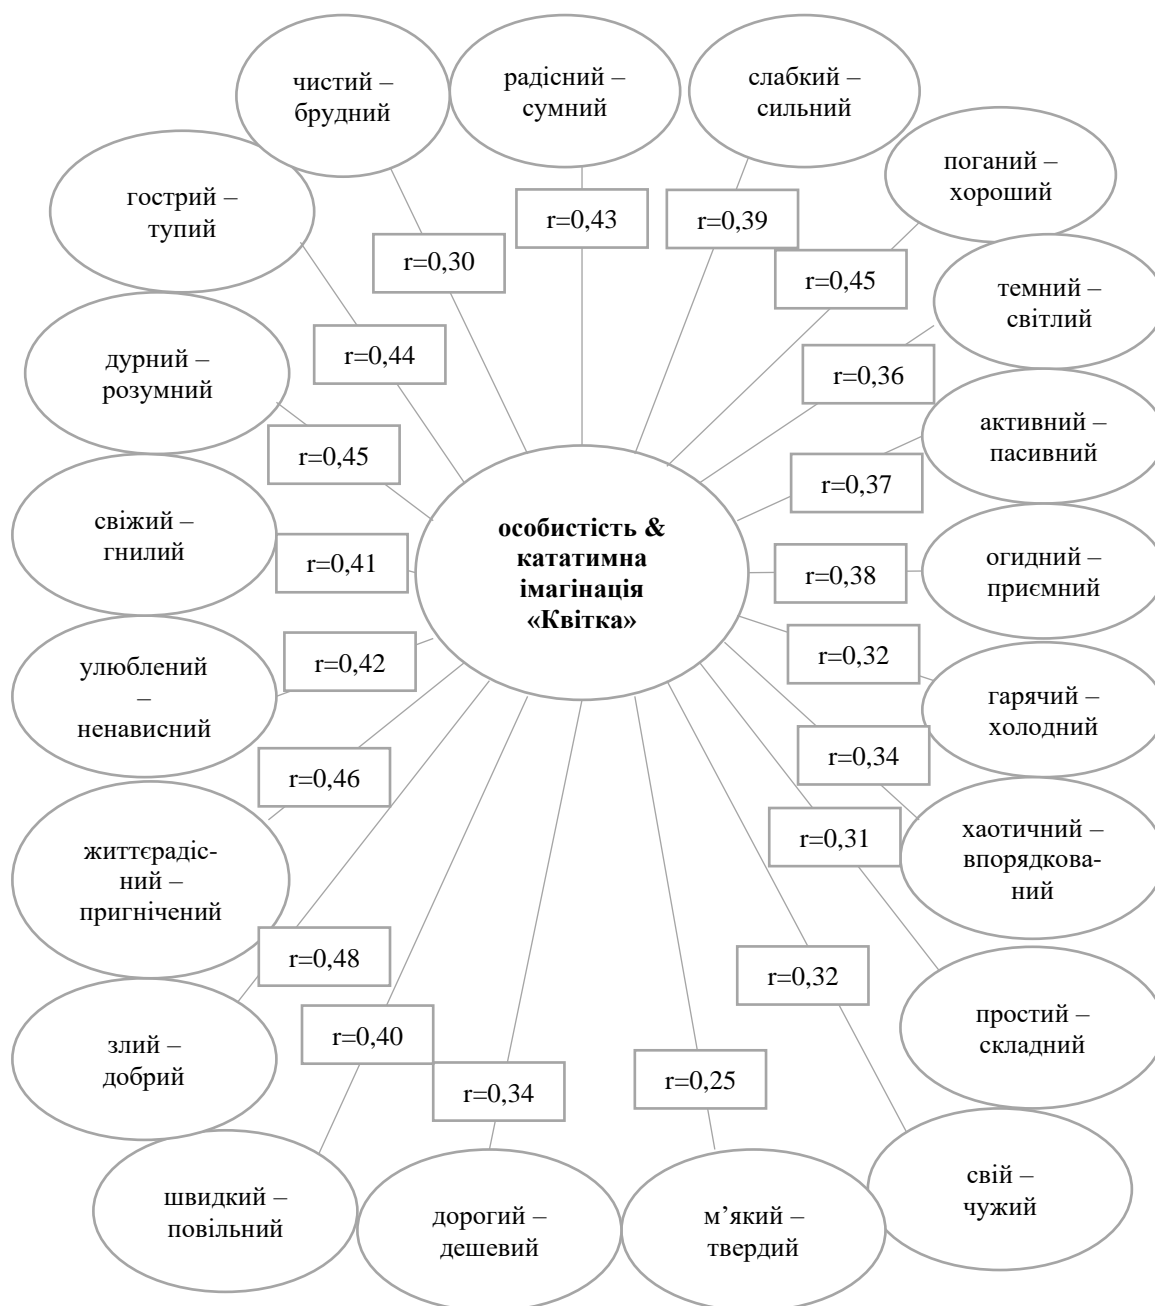 чистий –
брудний
радісний –
сумний
слабкий –
сильний
поганий –
хороший
гострий –
тупий
r=0,30
r=0,43
r=0,39
r=0,45
темний –
світлий
дурний –
розумний
r=0,44
r=0,36
активний –
пасивний
r=0,45
r=0,37
свіжий –
гнилий
r=0,41
особистість &
кататимна
імагінація
«Квітка»
r=0,38
огидний –
приємний
улюблений
–
ненависний
r=0,42
r=0,32
гарячий –
холодний
r=0,46
r=0,34
життєрадіс-
ний –
пригнічений
r=0,31
хаотичний –
впорядкова-
ний
r=0,48
r=0,32
злий –
добрий
r=0,40
r=0,34
r=0,25
простий –
складний
швидкий –
повільний
дорогий –
дешевий
м’який –
твердий
свій –
чужий